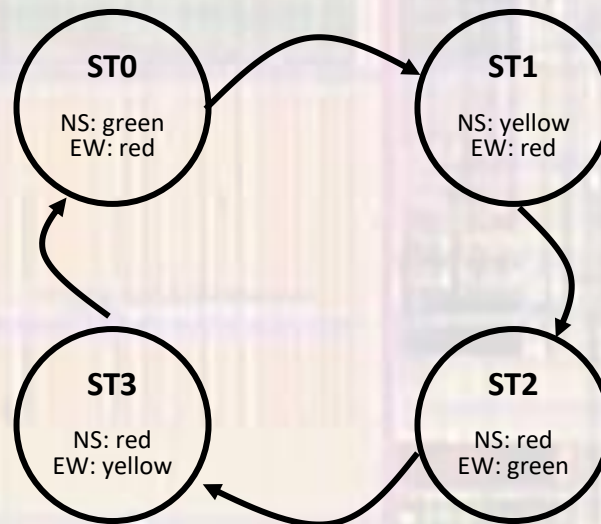 ST0
NS: green
EW: red
ST1
NS: yellow
EW: red
ST3
NS: red
EW: yellow
ST2
NS: red
EW: green